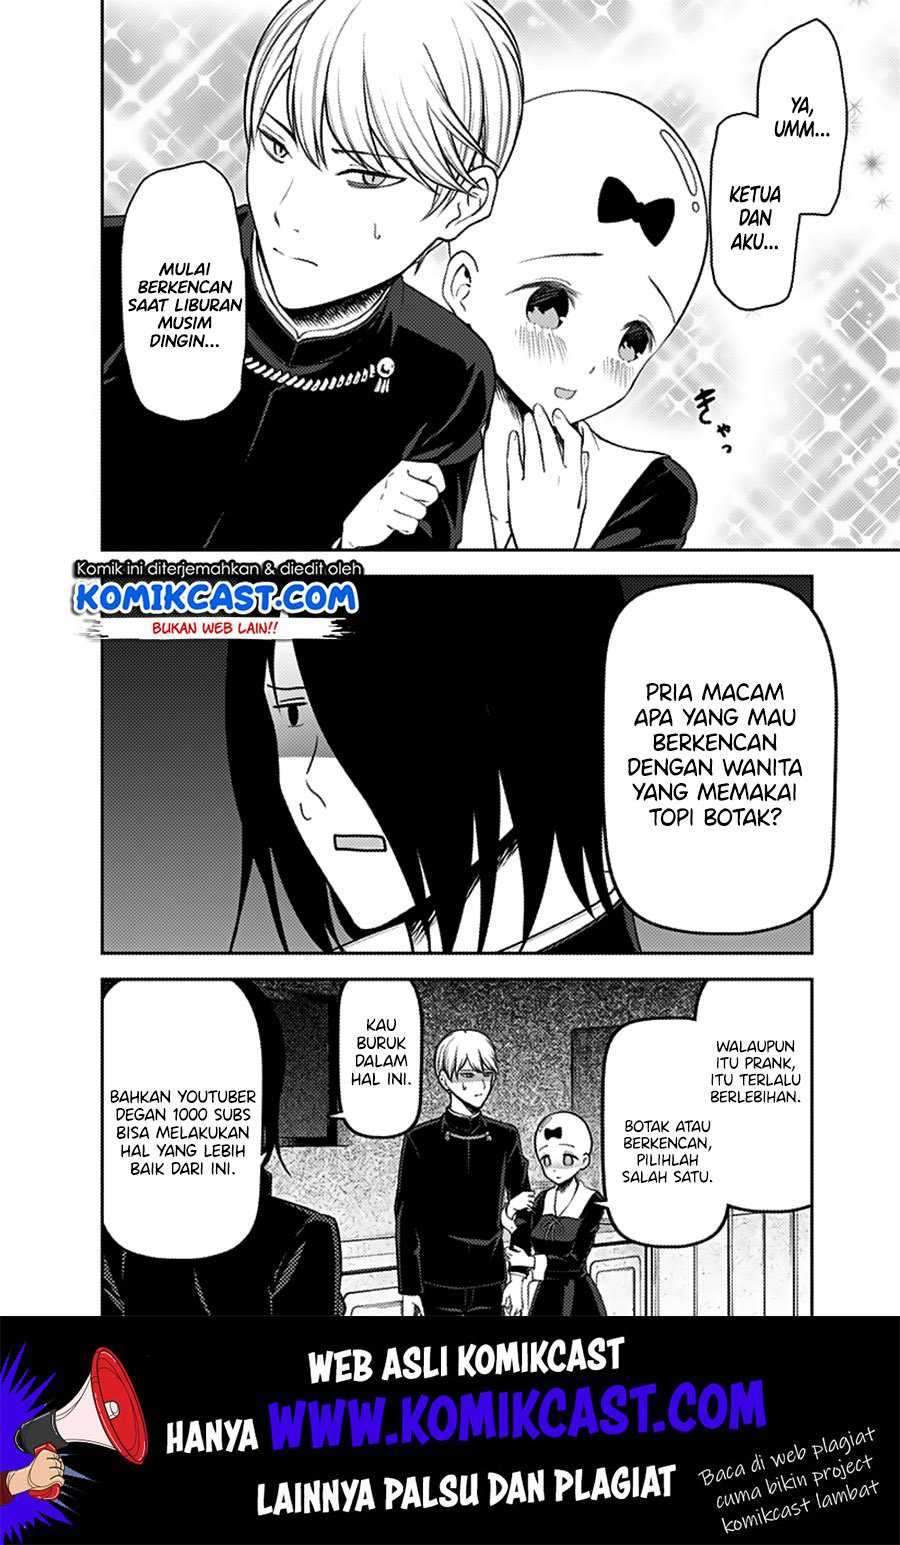 YA,
UMM...
KETUA
DAN
AKU...
きゃっ
MULAI
BERKENCAN
SAAT LIBURAN
MUSIM
DINGIN...
Komik ini diterjemahkan & diedit oleh
KOMIKCAST.COM
BUKAN WEB LAIN!!
PRIA MACAM
APA YANG MAU
BERKENCAN
DENGAN WANITA
YANG MEMAKAI
TOPI BOTAK?
WALAUPUN
ITU PRANK,
ITU TERLALU
BERLEBIHAN.
BOTAK ATAU
BERKENCAN,
PILIHLAH
SALAH SATU.
KAU
BURUK
DALAM
HAL INI.
BAHKAN YOUTUBER
DEGAN 1000 SUBS
BISA MELAKUKAN
HAL YANG LEBIH
BAIK DARI INI.
WEB ASLI KOMIKCAST
HANYA WWW.KOMIKCAST.COM
LAINNYA PALSU DAN PLAGIAT
Baca di web plagiat
cuma bikin project
komikcast lambat